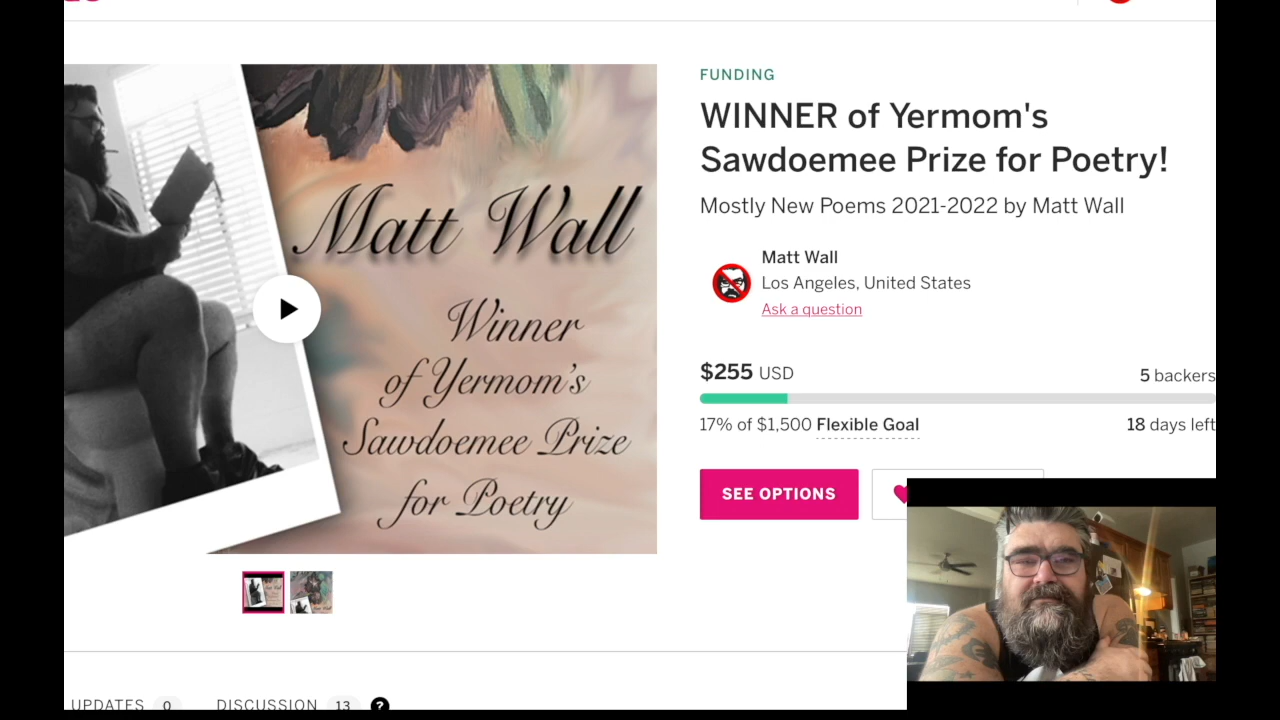 Matt Wall
Winner
of Yermom's
Sawdoemee Prize
for Poetry
FUNDING
WINNER of Yermom's
Sawdoemee Prize for Poetry!
Mostly New Poems 2021-2022 by Matt Wall
Matt Wall
Los Angeles, United States
Ask a question
$255 USD
5 backers
17% of $1,500 Flexible Goal
18 days left
SEE OPTIONS
UPDATES 0 DISCUSSION 13 ?